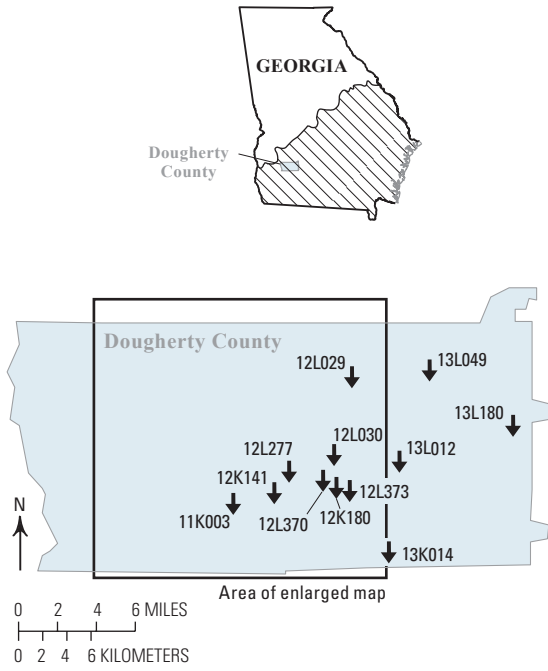 GEORGIA
Dougherty
County
Dougherty County
12L029
13L049
13L180
12L030
12L277
13L012
12K141
12L373
11K003
12L370
12K180
N
13K014
Area of enlarged map
0 2 4 6 MILES
0 2 4 6 KILOMETERS